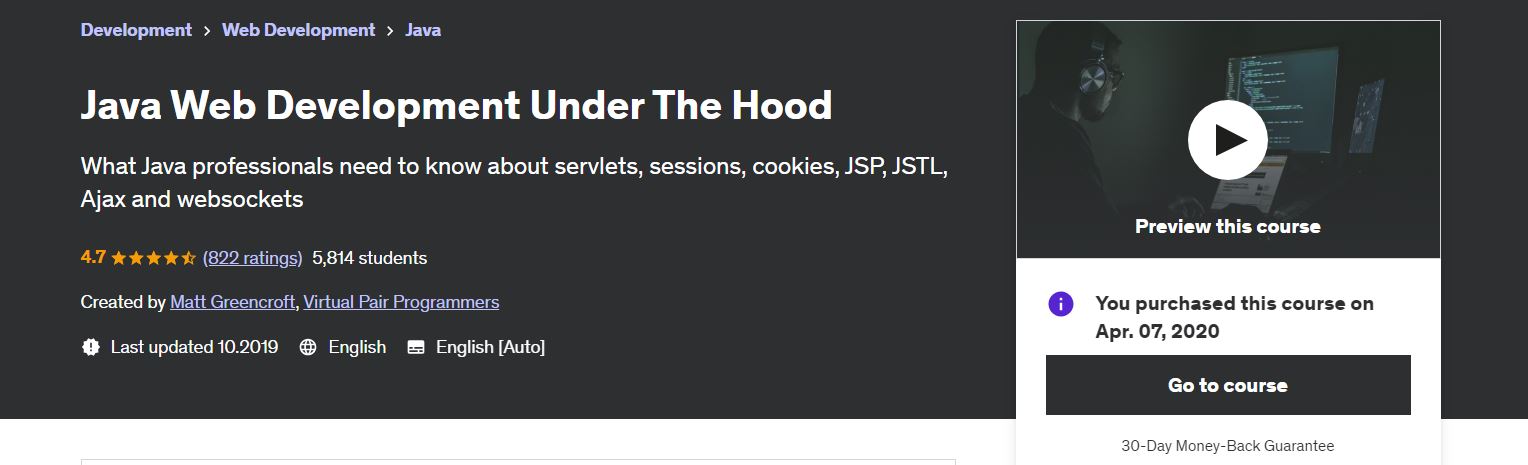 Development > Web Development > Java
Java Web Development Under The Hood
What Java professionals need to know about servlets, sessions, cookies, JSP, JSTL,
Ajax and websockets
4.7 (822 ratings) 5,814 students
Created by Matt Greencroft, Virtual Pair Programmers
Last updated 10.2019 English English [Auto]
Preview this course
You purchased this course on
Apr. 07, 2020
Go to course
30-Day Money-Back Guarantee